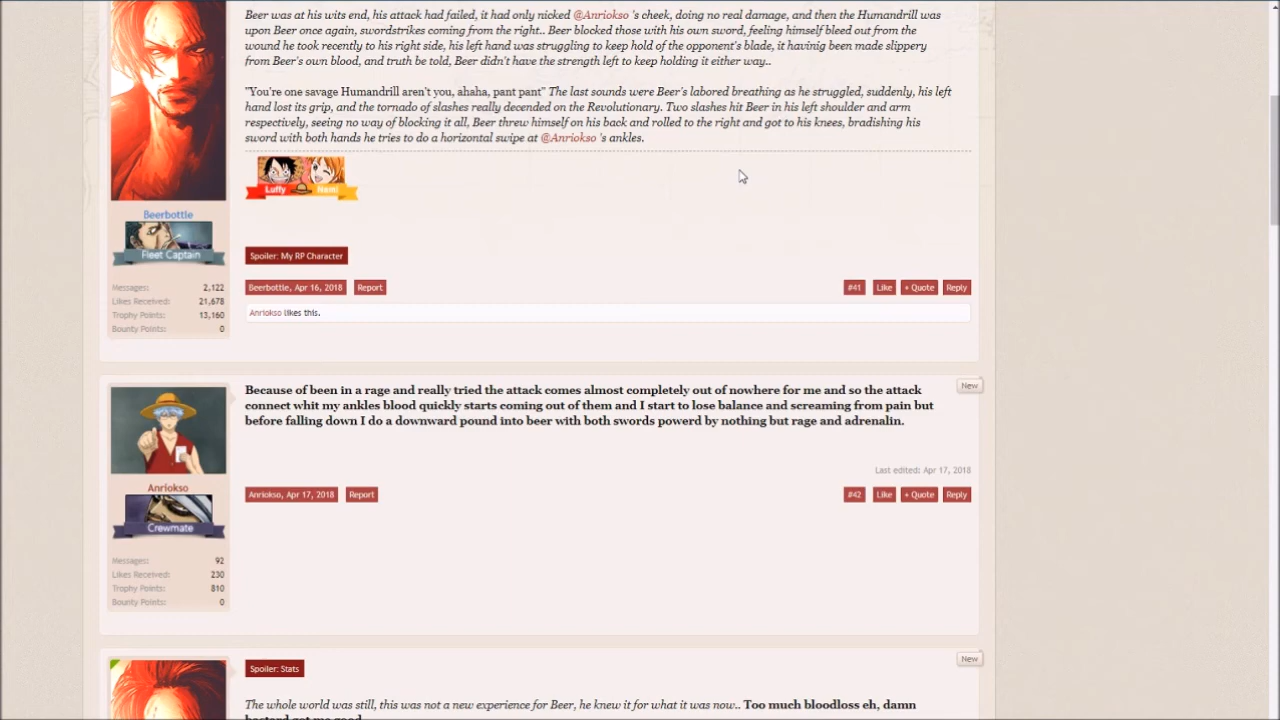 Beer was at his wits end, his attack had failed, it had only nicked @Anriokso 's cheek, doing no real damage, and then the Humandrill was
upon Beer once again, swordstrikes coming from the right.. Beer blocked those with his own sword, feeling himself bleed out from the
wound he took recently to his right side, his left hand was struggling to keep hold of the opponent's blade, it havinig been made slippery
from Beer's own blood, and truth be told, Beer didn't have the strength left to keep holding it either way..
"You're one savage Humandrill aren't you, ahaha, pant pant" The last sounds were Beer's labored breathing as he struggled, suddenly, his left
hand lost its grip, and the tornado of slashes really decended on the Revolutionary. Two slashes hit Beer in his left shoulder and arm
respectively, seeing no way of blocking it all, Beer threw himself on his back and rolled to the right and got to his knees, bradishing his
sword with both hands he tries to do a horizontal swipe at @Anriokso 's ankles.
Luffy Nami
Beerbottle
Fleet Captain
Messages: 2,122
Likes Received: 21,678
Trophy Points: 13,160
Bounty Points: 0
Spoiler: My RP Character
Beerbottle, Apr 16, 2018 Report #41 Like + Quote Reply
Anriokso likes this.
New
Because of been in a rage and really tried the attack comes almost completely out of nowhere for me and so the attack
connect whit my ankles blood quickly starts coming out of them and I start to lose balance and screaming from pain but
before falling down I do a downward pound into beer with both swords powerd by nothing but rage and adrenalin.
Last edited: Apr 17, 2018
Anriokso
Crewmate
Messages: 92
Likes Received: 230
Trophy Points: 810
Bounty Points: 0
Anriokso, Apr 17, 2018 Report #42 Like + Quote Reply
New
Spoiler: Stats
The whole world was still, this was not a new experience for Beer, he knew it for what it was now.. Too much bloodloss eh, damn
bastard got me good